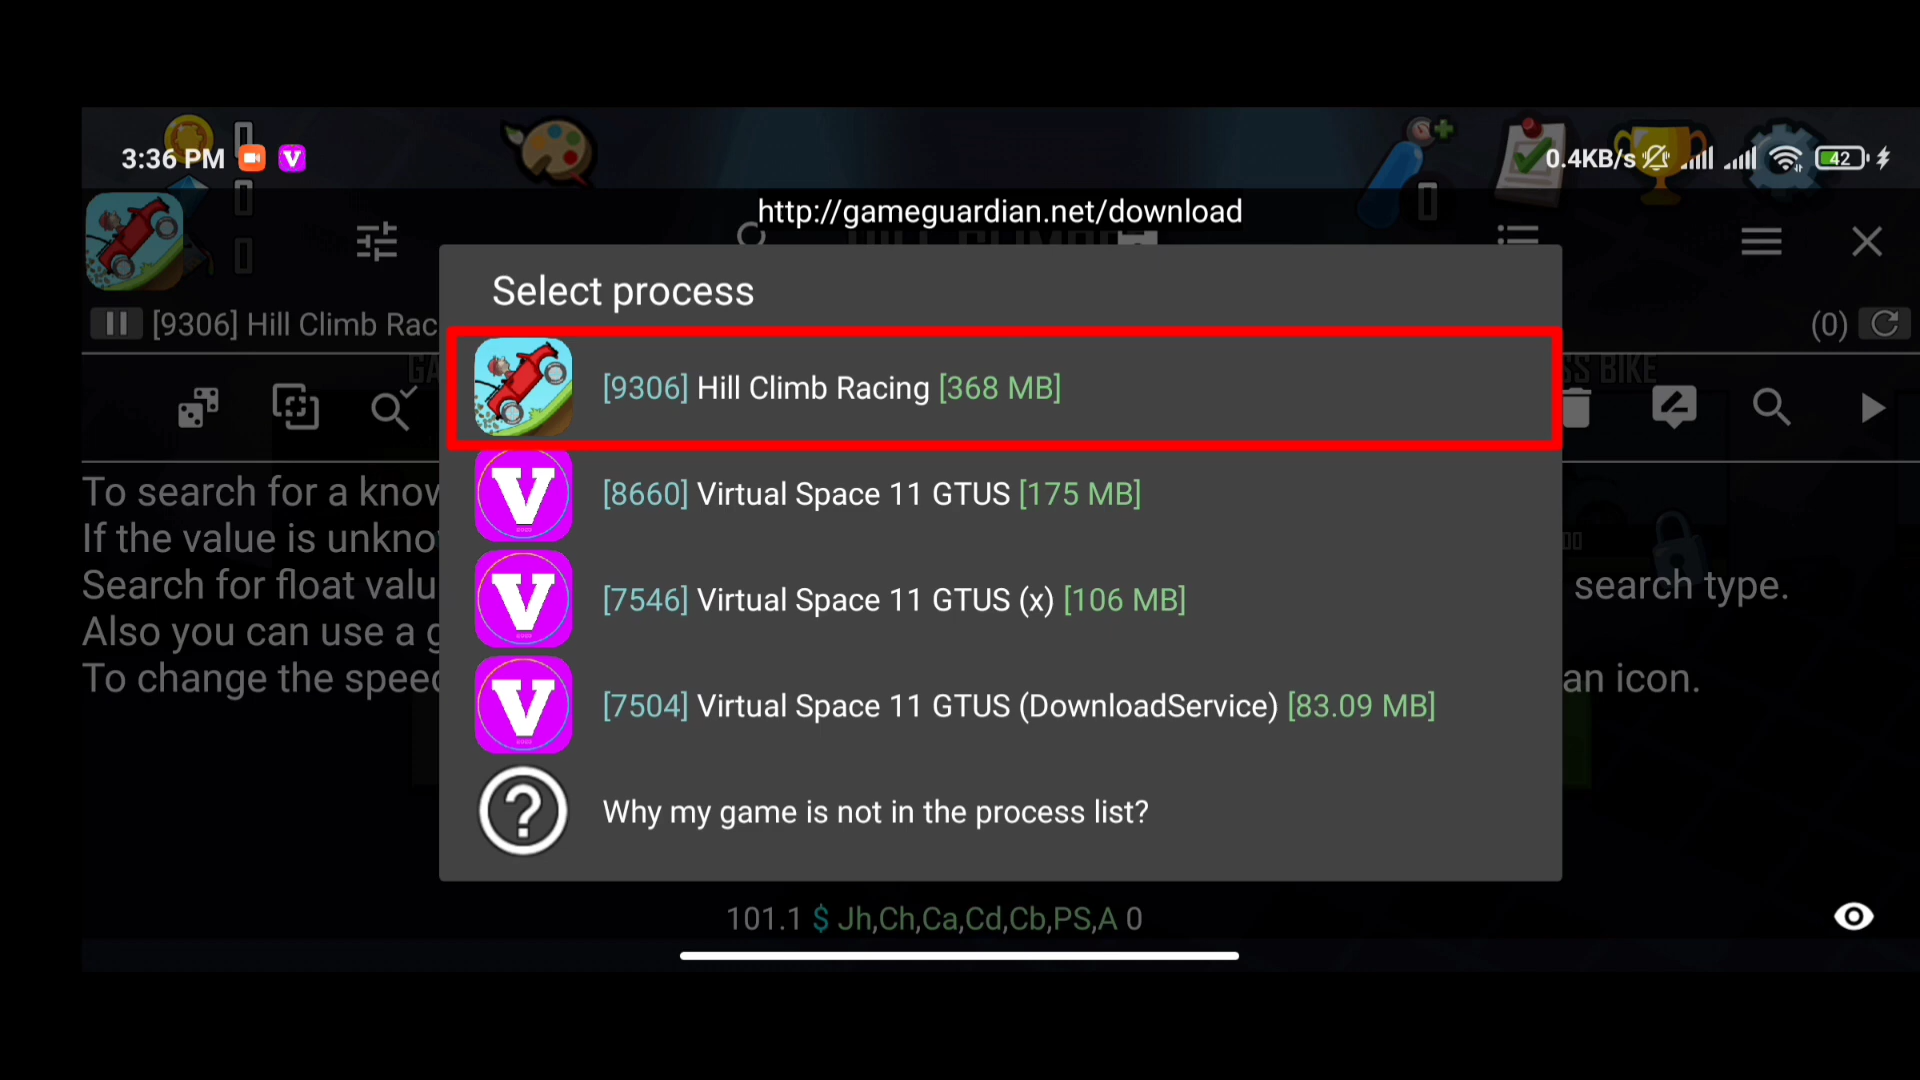 3:36 PM
0.4KB/s
42
http://gameguardian.net/download
Select process
[9306] Hill Climb Rac
(0)
[9306] Hill Climb Racing [368 MB]
[8660] Virtual Space 11 GTUS [175 MB]
[7546] Virtual Space 11 GTUS (x) [106 MB]
[7504] Virtual Space 11 GTUS (DownloadService) [83.09 MB]
Why my game is not in the process list?
To search for a know
If the value is unkno
Search for float valu
search type.
Also you can use a g
To change the speed
an icon.
BIKE
101.1 $ Jh,Ch,Ca,Cd,Cb,PS,A 0